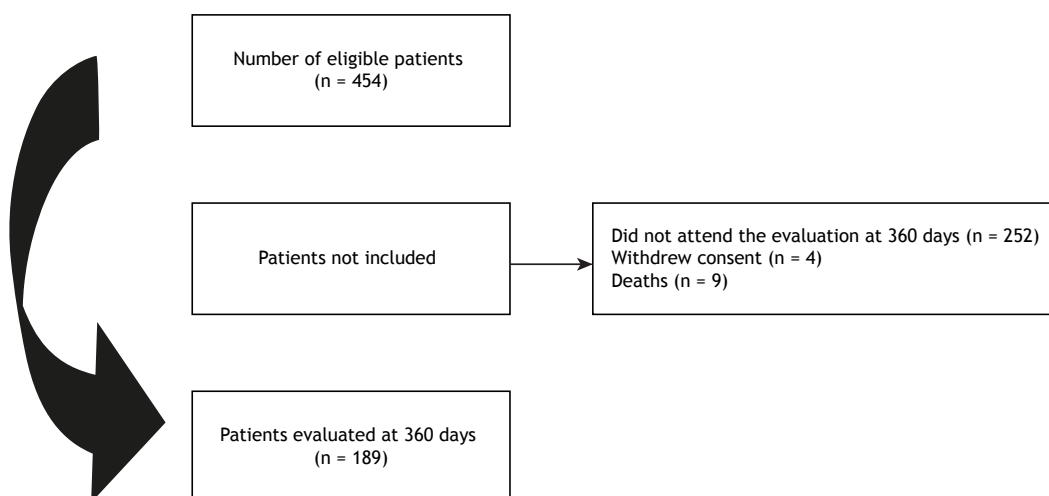 Number of eligible patients
(n = 454)
Patients not included
Did not attend the evaluation at 360 days (n = 252)
Withdrew consent (n = 4)
Deaths (n = 9)
Patients evaluated at 360 days
(n = 189)